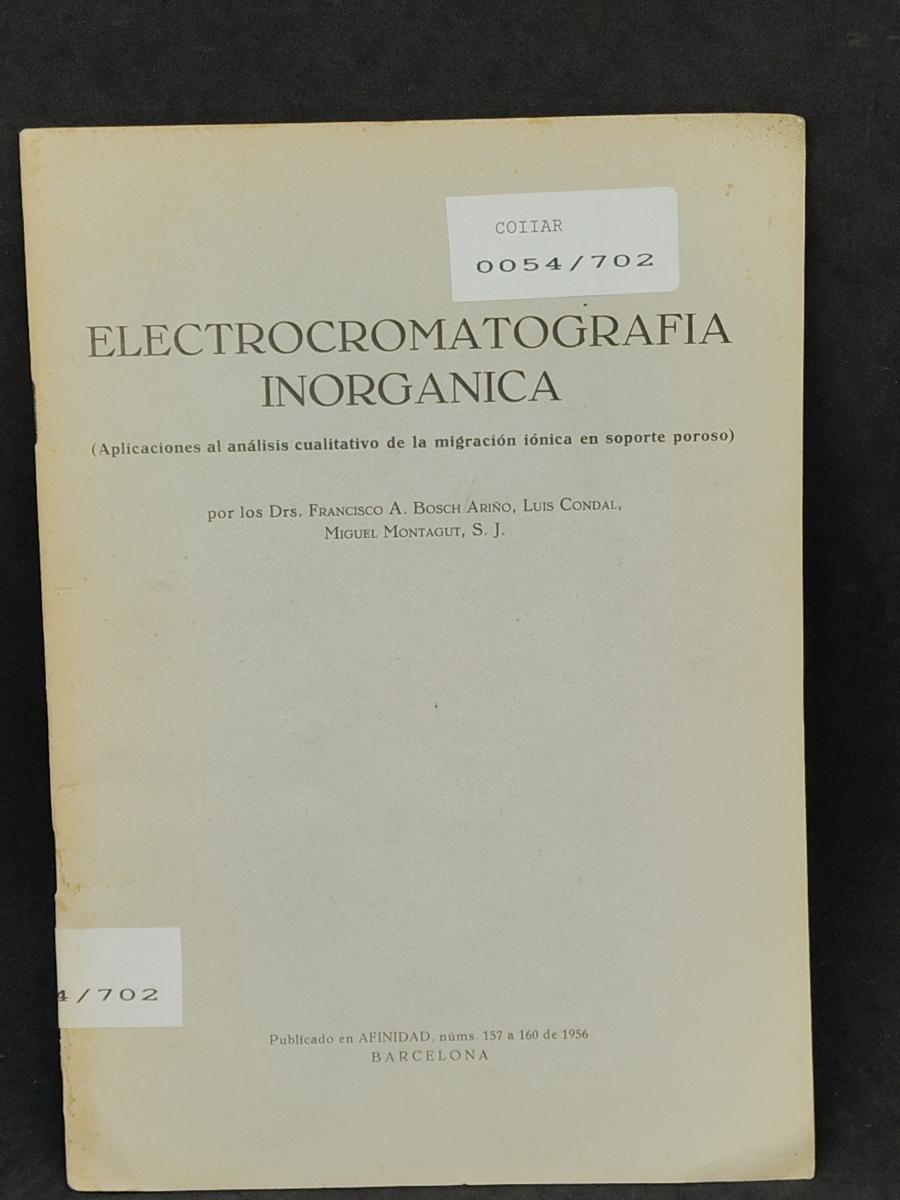 COIIAR
0054/702
ELECTROCROMATOGRAFIA
INORGANICA
(Aplicaciones al análisis cualitativo de la migración iónica en soporte poroso)
por los Drs. FRANCISCO A. BOSCH ARIÑO, LUIS CONDAL,
MIGUEL MONTAGUT, S. J.
4/702
Publicado en AFINIDAD, núms. 157 a 160 de 1956
BARCELONA